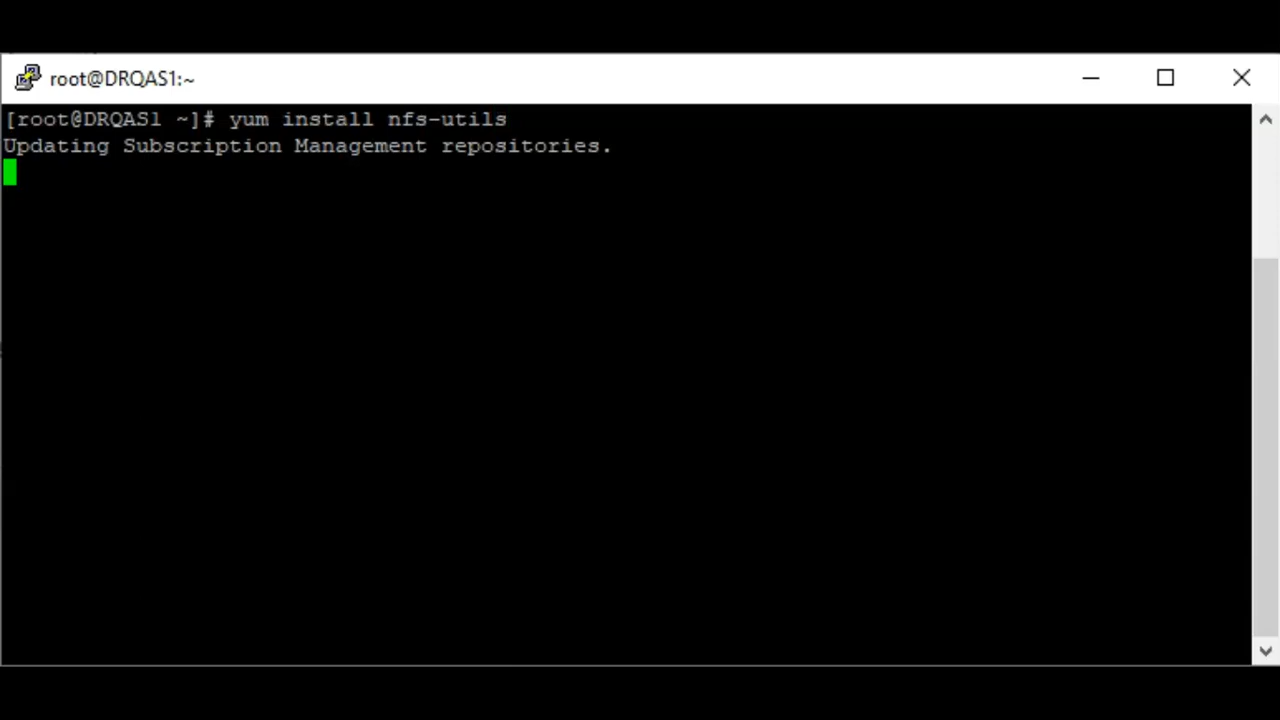 root@DRQAS1:~
[root@DRQAS1 ~]# yum install nfs-utils
Updating Subscription Management repositories.